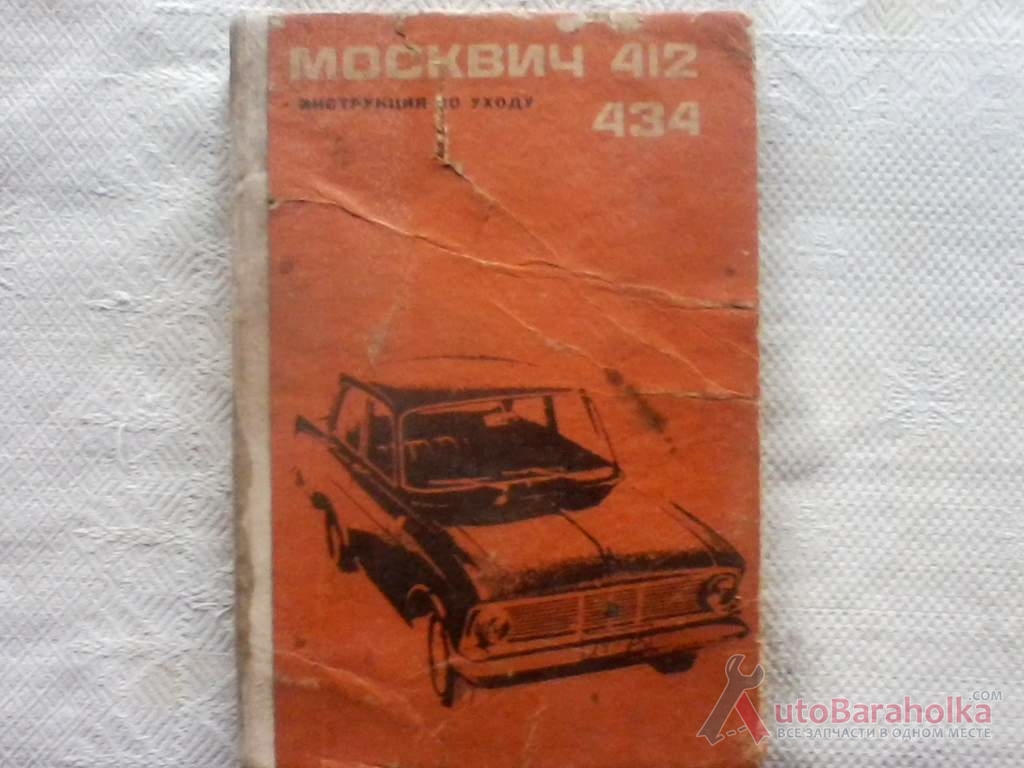 МОСКВИЧ 412
ИНСТРУКЦИЯ ПО УХОДУ
434
AutoBaraholka.COM
ВСЕ ЗАПЧАСТИ В ОДНОМ МЕСТЕ